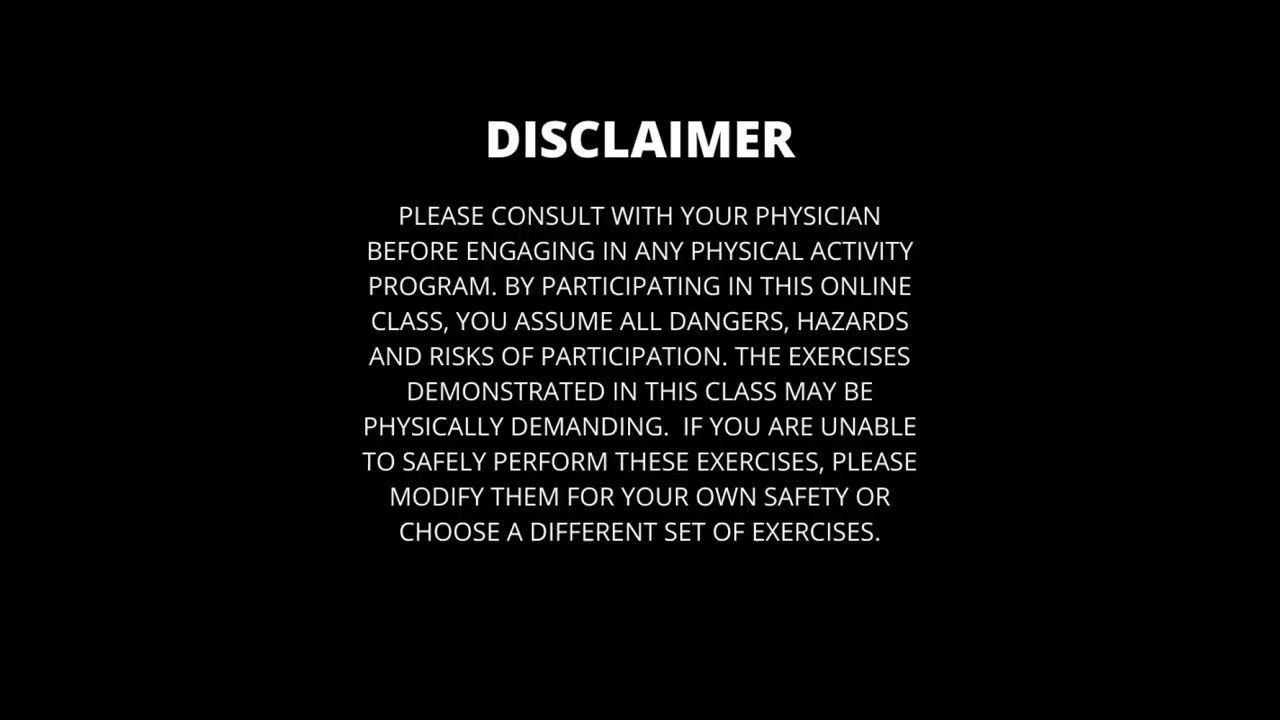 DISCLAIMER
PLEASE CONSULT WITH YOUR PHYSICIAN
BEFORE ENGAGING IN ANY PHYSICAL ACTIVITY
PROGRAM. BY PARTICIPATING IN THIS ONLINE
CLASS, YOU ASSUME ALL DANGERS, HAZARDS
AND RISKS OF PARTICIPATION. THE EXERCISES
DEMONSTRATED IN THIS CLASS MAY BE
PHYSICALLY DEMANDING.  IF YOU ARE UNABLE
TO SAFELY PERFORM THESE EXERCISES, PLEASE
MODIFY THEM FOR YOUR OWN SAFETY OR
CHOOSE A DIFFERENT SET OF EXERCISES.